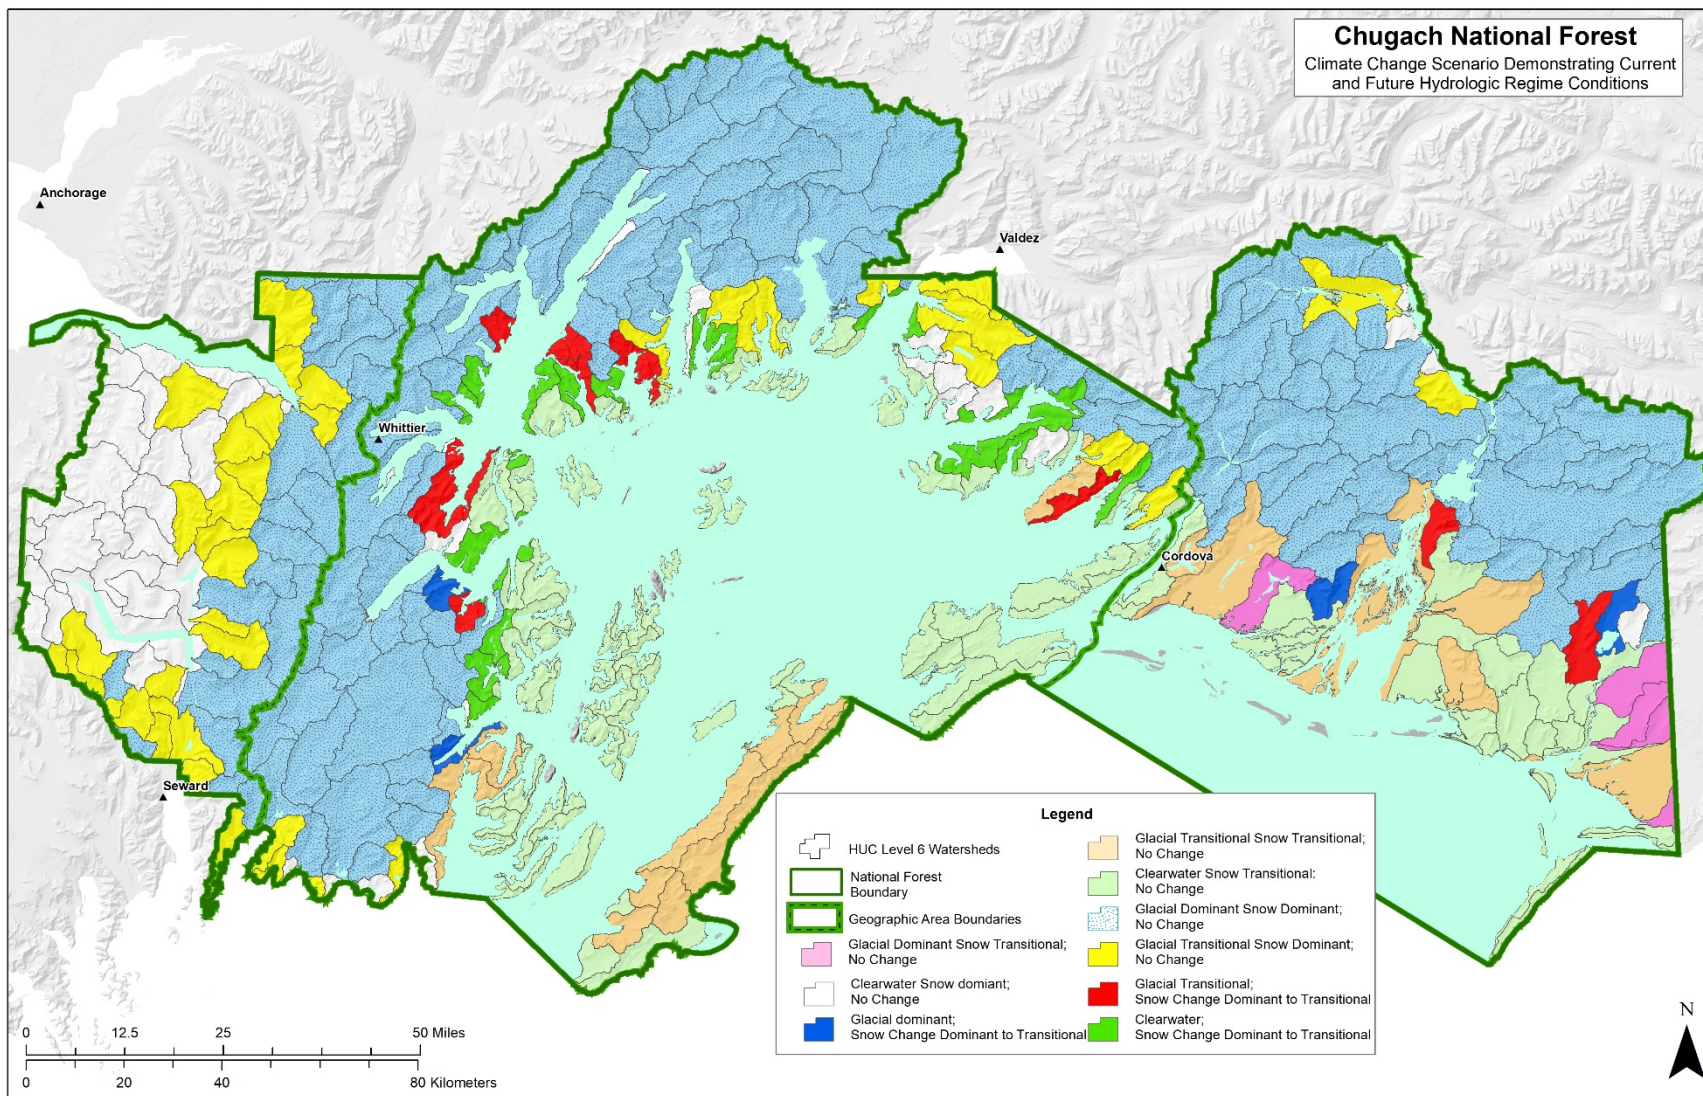 Chugach National Forest
Climate Change Scenario Demonstrating Current
and Future Hydrologic Regime Conditions
Anchorage
Valdez
Whittier
Cordova
Seward
Legend
HUC Level 6 Watersheds
National Forest
Boundary
Geographic Area Boundaries
Glacial Dominant Snow Transitional;
No Change
Clearwater Snow domiant;
No Change
Glacial dominant;
Snow Change Dominant to Transitional
Glacial Transitional Snow Transitional;
No Change
Clearwater Snow Transitional:
No Change
Glacial Dominant Snow Dominant;
No Change
Glacial Transitional Snow Dominant;
No Change
Glacial Transitional;
Snow Change Dominant to Transitional
Clearwater;
Snow Change Dominant to Transitional
0 12.5 25 50 Miles
0 20 40 80 Kilometers
N